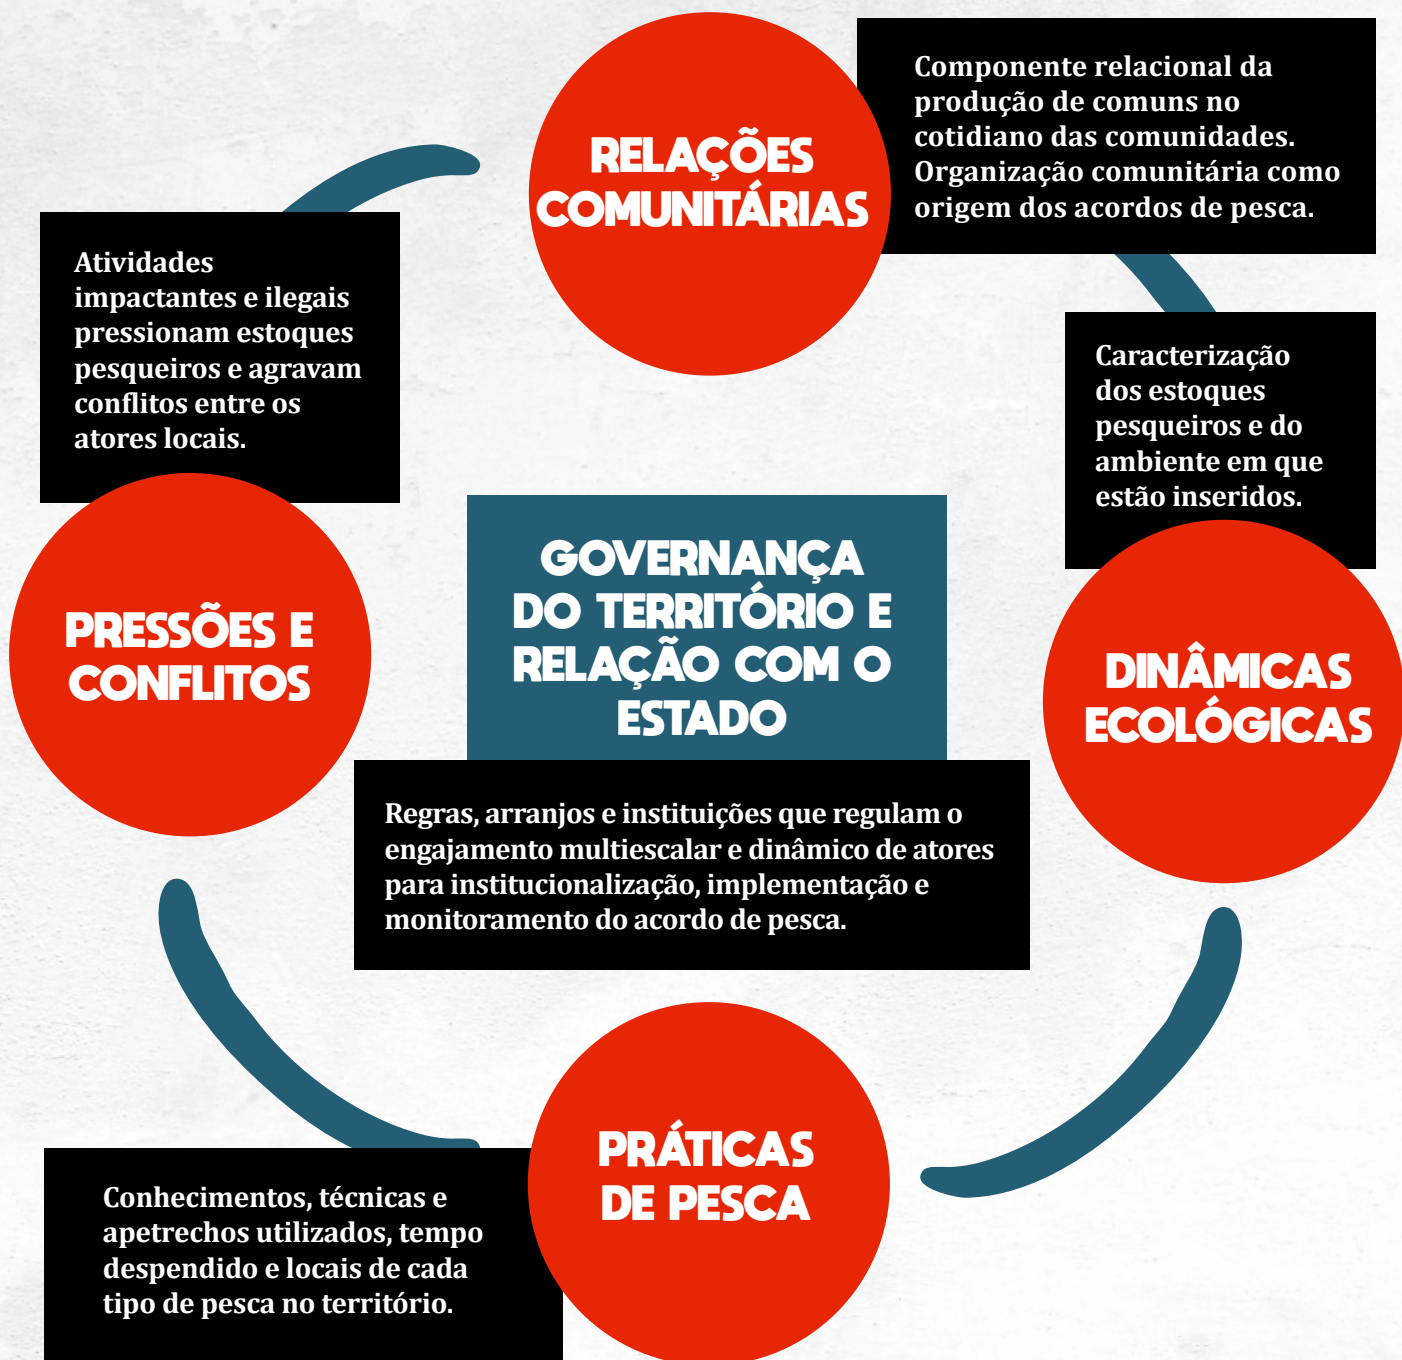 RELAÇÕES
COMUNITÁRIAS
Componente relacional da
produção de comuns no
cotidiano das comunidades.
Organização comunitária como
origem dos acordos de pesca.
Atividades
impactantes e ilegais
pressionam estoques
pesqueiros e agravam
conflitos entre os
atores locais.
PRESSÕES E
CONFLITOS
Caracterização
dos estoques
pesqueiros e do
ambiente em que
estão inseridos.
DINÂMICAS
ECOLÓGICAS
GOVERNANÇA
DO TERRITÓRIO E
RELAÇÃO COM O
ESTADO
Regras, arranjos e instituições que regulam o
engajamento multiescalar e dinâmico de atores
para institucionalização, implementação e
monitoramento do acordo de pesca.
PRÁTICAS
DE PESCA
Conhecimentos, técnicas e
apetrechos utilizados, tempo
despendido e locais de cada
tipo de pesca no território.